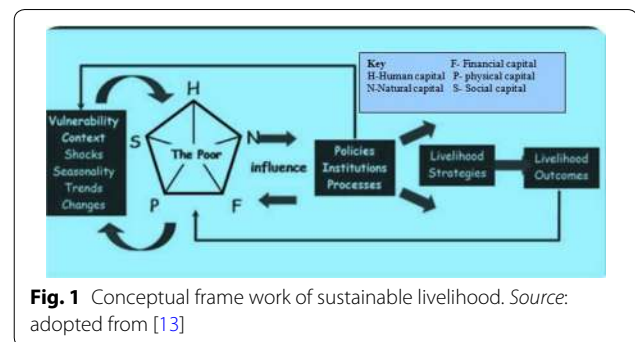 Key F- Financial capital
H-Human capital P- physical capital
N-Natural capital S- Social capital
H
Vulnerability
Context
Shocks
Seasonality
Trends
Changes
S
The Poor
N
influence
P
F
Policies
Institutions
Processes
Livelihood
Strategies
Livelihood
Outcomes
Fig. 1 Conceptual frame work of sustainable livelihood. Source:
adopted from [13]